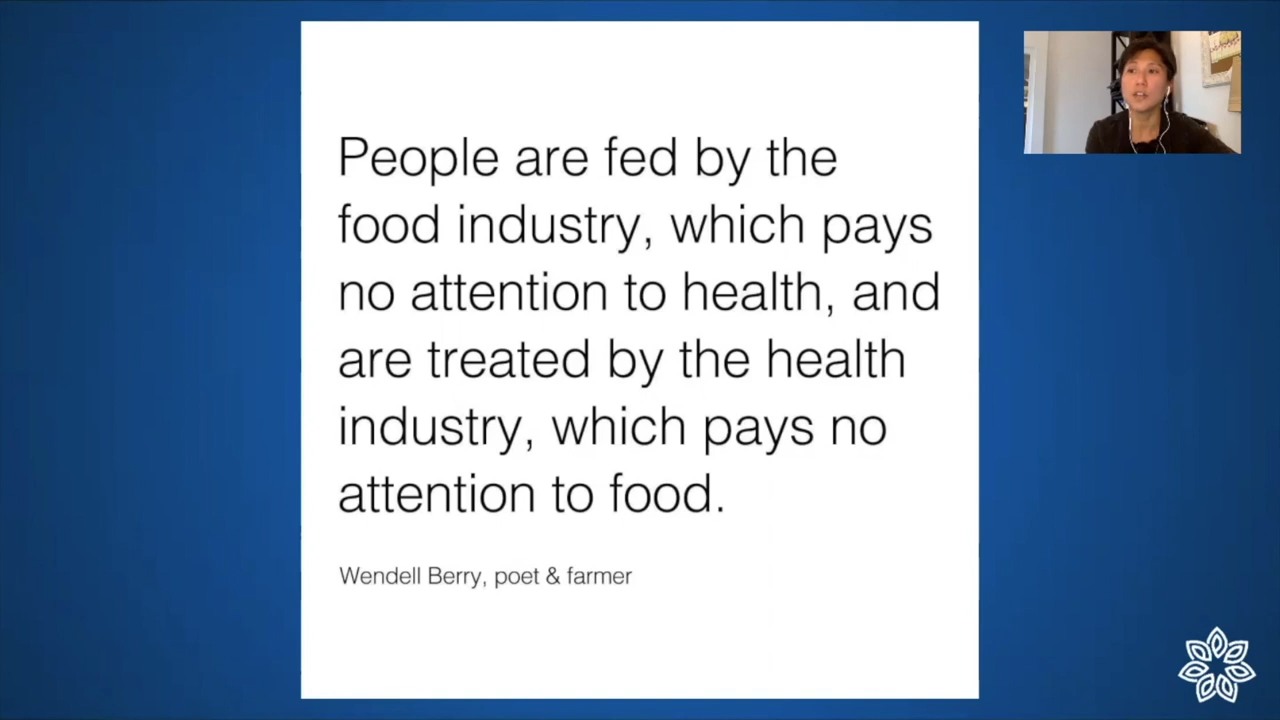 People are fed by the
food industry, which pays
no attention to health, and
are treated by the health
industry, which pays no
attention to food.
Wendell Berry, poet & farmer